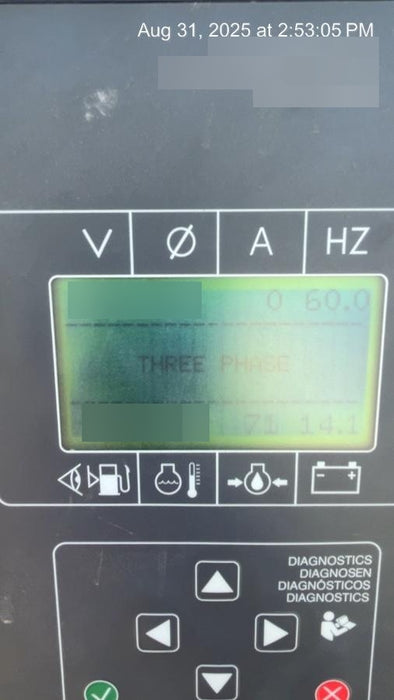 Aug 31, 2025 at 2:53:05 PM
V Ø A HZ
0 60.0
THREE PHASE
71 14.1
DIAGNOSTICS
DIAGNOSEN
DIAGNÓSTICOS
DIAGNOSTICS